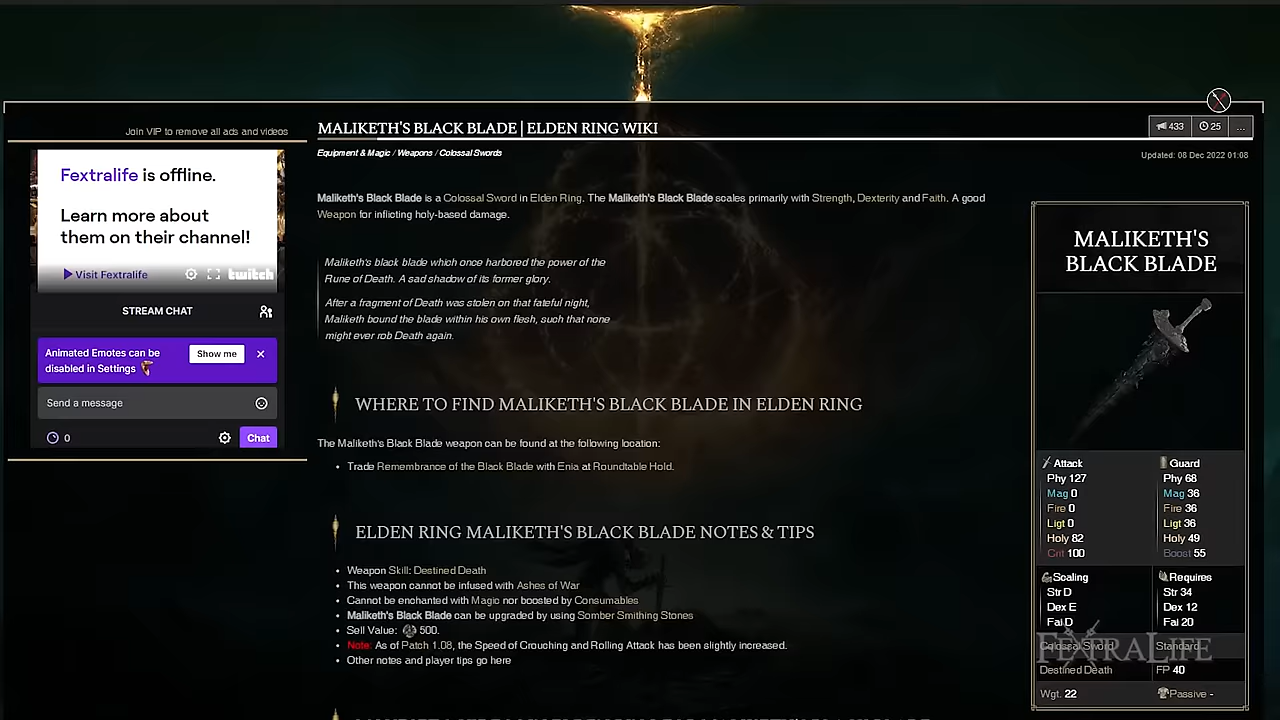 Join VIP to remove all ads and videos
Fextralife is offline.
Learn more about
them on their channel!
Visit Fextralife
twitch
STREAM CHAT
Animated Emotes can be
disabled in Settings
Show me
Send a message
0
Chat
MALIKETH'S BLACK BLADE | ELDEN RING WIKI
433
25
...
Equipment & Magic / Weapons / Colossal Swords
Updated: 08 Dec 2022 01:08
Maliketh's Black Blade is a Colossal Sword in Elden Ring. The Maliketh's Black Blade scales primarily with Strength, Dexterity and Faith. A good
Weapon for inflicting holy-based damage.
Maliketh's black blade which once harbored the power of the
Rune of Death. A sad shadow of its former glory.
After a fragment of Death was stolen on that fateful night,
Maliketh bound the blade within his own flesh, such that none
might ever rob Death again.
WHERE TO FIND MALIKETH'S BLACK BLADE IN ELDEN RING
The Maliketh's Black Blade weapon can be found at the following location:
Trade Remembrance of the Black Blade with Enia at Roundtable Hold.
ELDEN RING MALIKETH'S BLACK BLADE NOTES & TIPS
Weapon Skill: Destined Death
This weapon cannot be infused with Ashes of War
Cannot be enchanted with Magic nor boosted by Consumables
Maliketh's Black Blade can be upgraded by using Somber Smithing Stones
Sell Value: 500.
Note: As of Patch 1.08, the Speed of Crouching and Rolling Attack has been slightly increased.
Other notes and player tips go here
MALIKETH'S
BLACK BLADE
Attack Guard
Phy 127 Phy 68
Mag 0 Mag 36
Fire 0 Fire 36
Ligt 0 Ligt 36
Holy 82 Holy 49
Crit 100 Boost 55
Scaling Requires
Str D Str 34
Dex E Dex 12
Fai D Fai 20
Colossal Sword Standard
FEXTRALIFE
Destined Death FP 40
Wgt. 22 Passive -